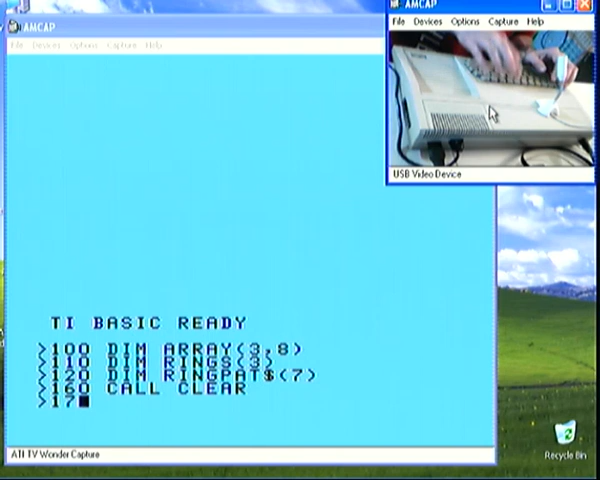 AMCAP
File Devices Options Capture Help
USB Video Device
AMCAP
File Devices Options Capture Help
TI BASIC READY
>100 DIM ARRAY(3,8)
>110 DIM RINGS(3)
>120 DIM RINGPAT$(7)
>160 CALL CLEAR
>17
ATI TV Wonder Capture
Recycle Bin